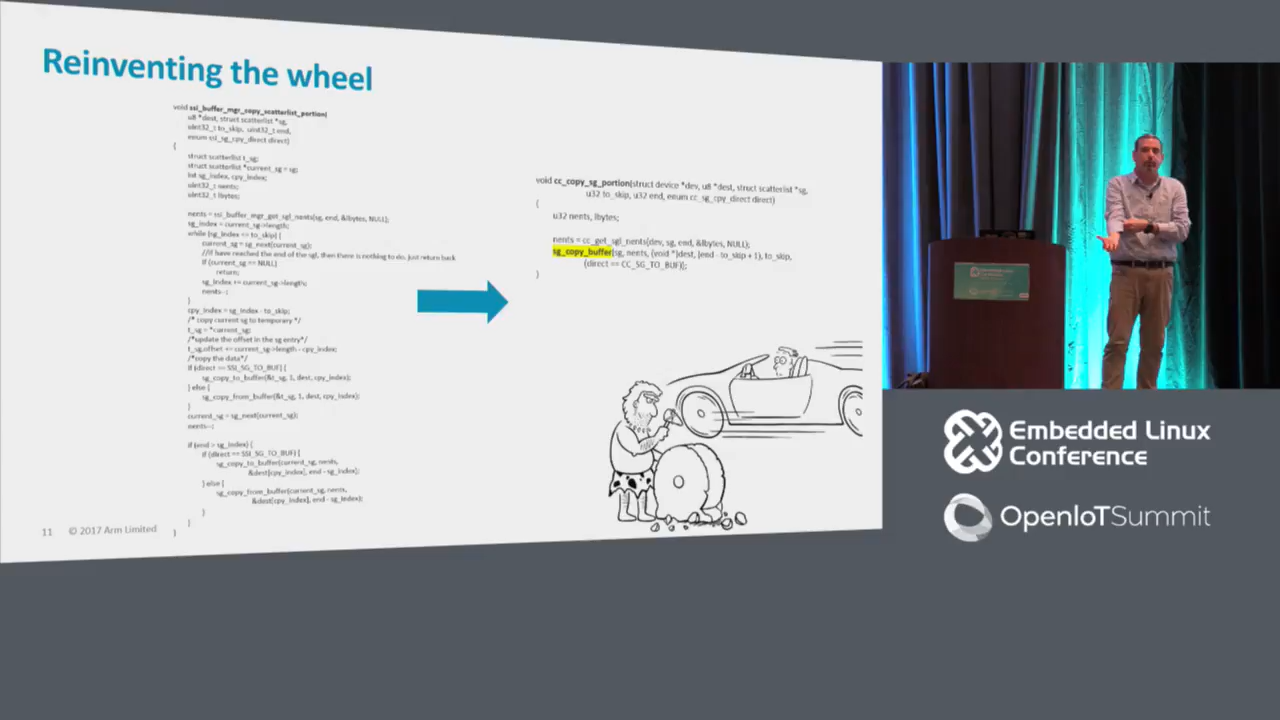 Reinventing the wheel
void ssi_buffer_mgr_copy_scatterlist_portion(
u8 *dest, struct scatterlist *sg,
uint32_t to_skip, uint32_t end,
enum ssi_sg_cpy_direct direct)
{
struct scatterlist t_sg;
struct scatterlist *current_sg = sg;
int sg_index, cpy_index;
uint32_t nents;
uint32_t lbytes;
nents = ssi_buffer_mgr_get_sgl_nents(sg, end, &lbytes, NULL);
sg_index = current_sg->length;
while (sg_index <= to_skip) {
current_sg = sg_next(current_sg);
//if have reached the end of the sgl, then there is nothing to do, just return back
if (current_sg == NULL)
return;
sg_index += current_sg->length;
nents--;
}
cpy_index = sg_index - to_skip;
/* copy current sg to temporary */
t_sg = *current_sg;
/*update the offset in the sg entry*/
t_sg.offset += current_sg->length - cpy_index;
/*copy the data*/
if (direct == SSI_SG_TO_BUF) {
sg_copy_to_buffer(&t_sg, 1, dest, cpy_index);
} else {
sg_copy_from_buffer(&t_sg, 1, dest, cpy_index);
}
current_sg = sg_next(current_sg);
nents--;
if (end > sg_index) {
if (direct == SSI_SG_TO_BUF) {
sg_copy_to_buffer(current_sg, nents,
&dest[cpy_index], end - sg_index);
} else {
sg_copy_from_buffer(current_sg, nents,
&dest[cpy_index], end - sg_index);
}
}
}
void cc_copy_sg_portion(struct device *dev, u8 *dest, struct scatterlist *sg,
u32 to_skip, u32 end, enum cc_sg_cpy_direct direct)
{
u32 nents, lbytes;
nents = cc_get_sgl_nents(dev, sg, end, &lbytes, NULL);
sg_copy_buffer(sg, nents, (void *)dest, (end - to_skip + 1), to_skip,
(direct == CC_SG_TO_BUF));
}
11 © 2017 Arm Limited
Embedded Linux
Conference
OpenIoTSummit